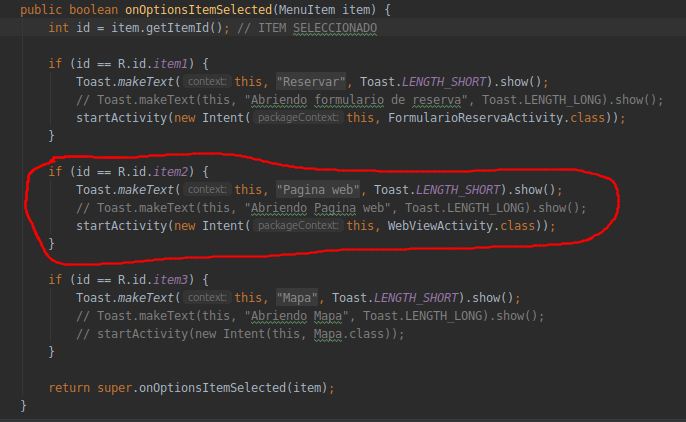 public boolean onOptionsItemSelected(MenuItem item) {
int id = item.getItemId(); // ITEM SELECCIONADO
if (id == R.id.item1) {
Toast.makeText( context: this, "Reservar", Toast.LENGTH_SHORT).show();
// Toast.makeText(this, "Abriendo formulario de reserva", Toast.LENGTH_LONG).show();
startActivity(new Intent( packageContext: this, FormularioReservaActivity.class));
}
if (id == R.id.item2) {
Toast.makeText( context: this, "Pagina web", Toast.LENGTH_SHORT).show();
// Toast.makeText(this, "Abriendo Pagina web", Toast.LENGTH_LONG).show();
startActivity(new Intent( packageContext: this, WebViewActivity.class));
}
if (id == R.id.item3) {
Toast.makeText( context: this, "Mapa", Toast.LENGTH_SHORT).show();
// Toast.makeText(this, "Abriendo Mapa", Toast.LENGTH_LONG).show();
// startActivity(new Intent(this, Mapa.class));
}
return super.onOptionsItemSelected(item);
}